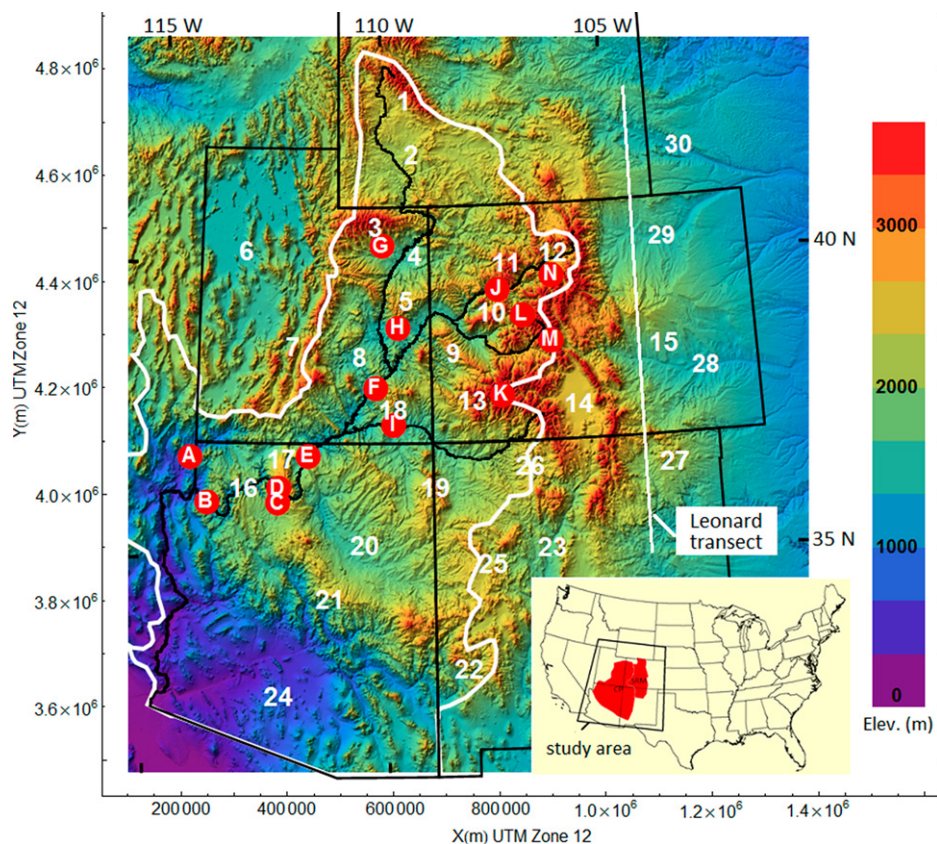 115 W 110 W 105 W
4.8×10⁶
4.6×10⁶
4.4×10⁶
4.2×10⁶
4.0×10⁶
3.8×10⁶
3.6×10⁶
Y(m) UTMZone 12
1
2
30
3
G
6
4
11
12
N
29
40 N
J
5
10
L
H
7
8
9
M
15
28
F
13
K
14
18
I
A
17
E
26
27
B
16
D
C
19
20
25
23
Leonard
transect
35 N
21
22
24
CP
SRM
study area
3000
2000
1000
0
Elev. (m)
200000 400000 600000 800000 1.0×10⁶ 1.2×10⁶ 1.4×10⁶
X(m) UTM Zone 12